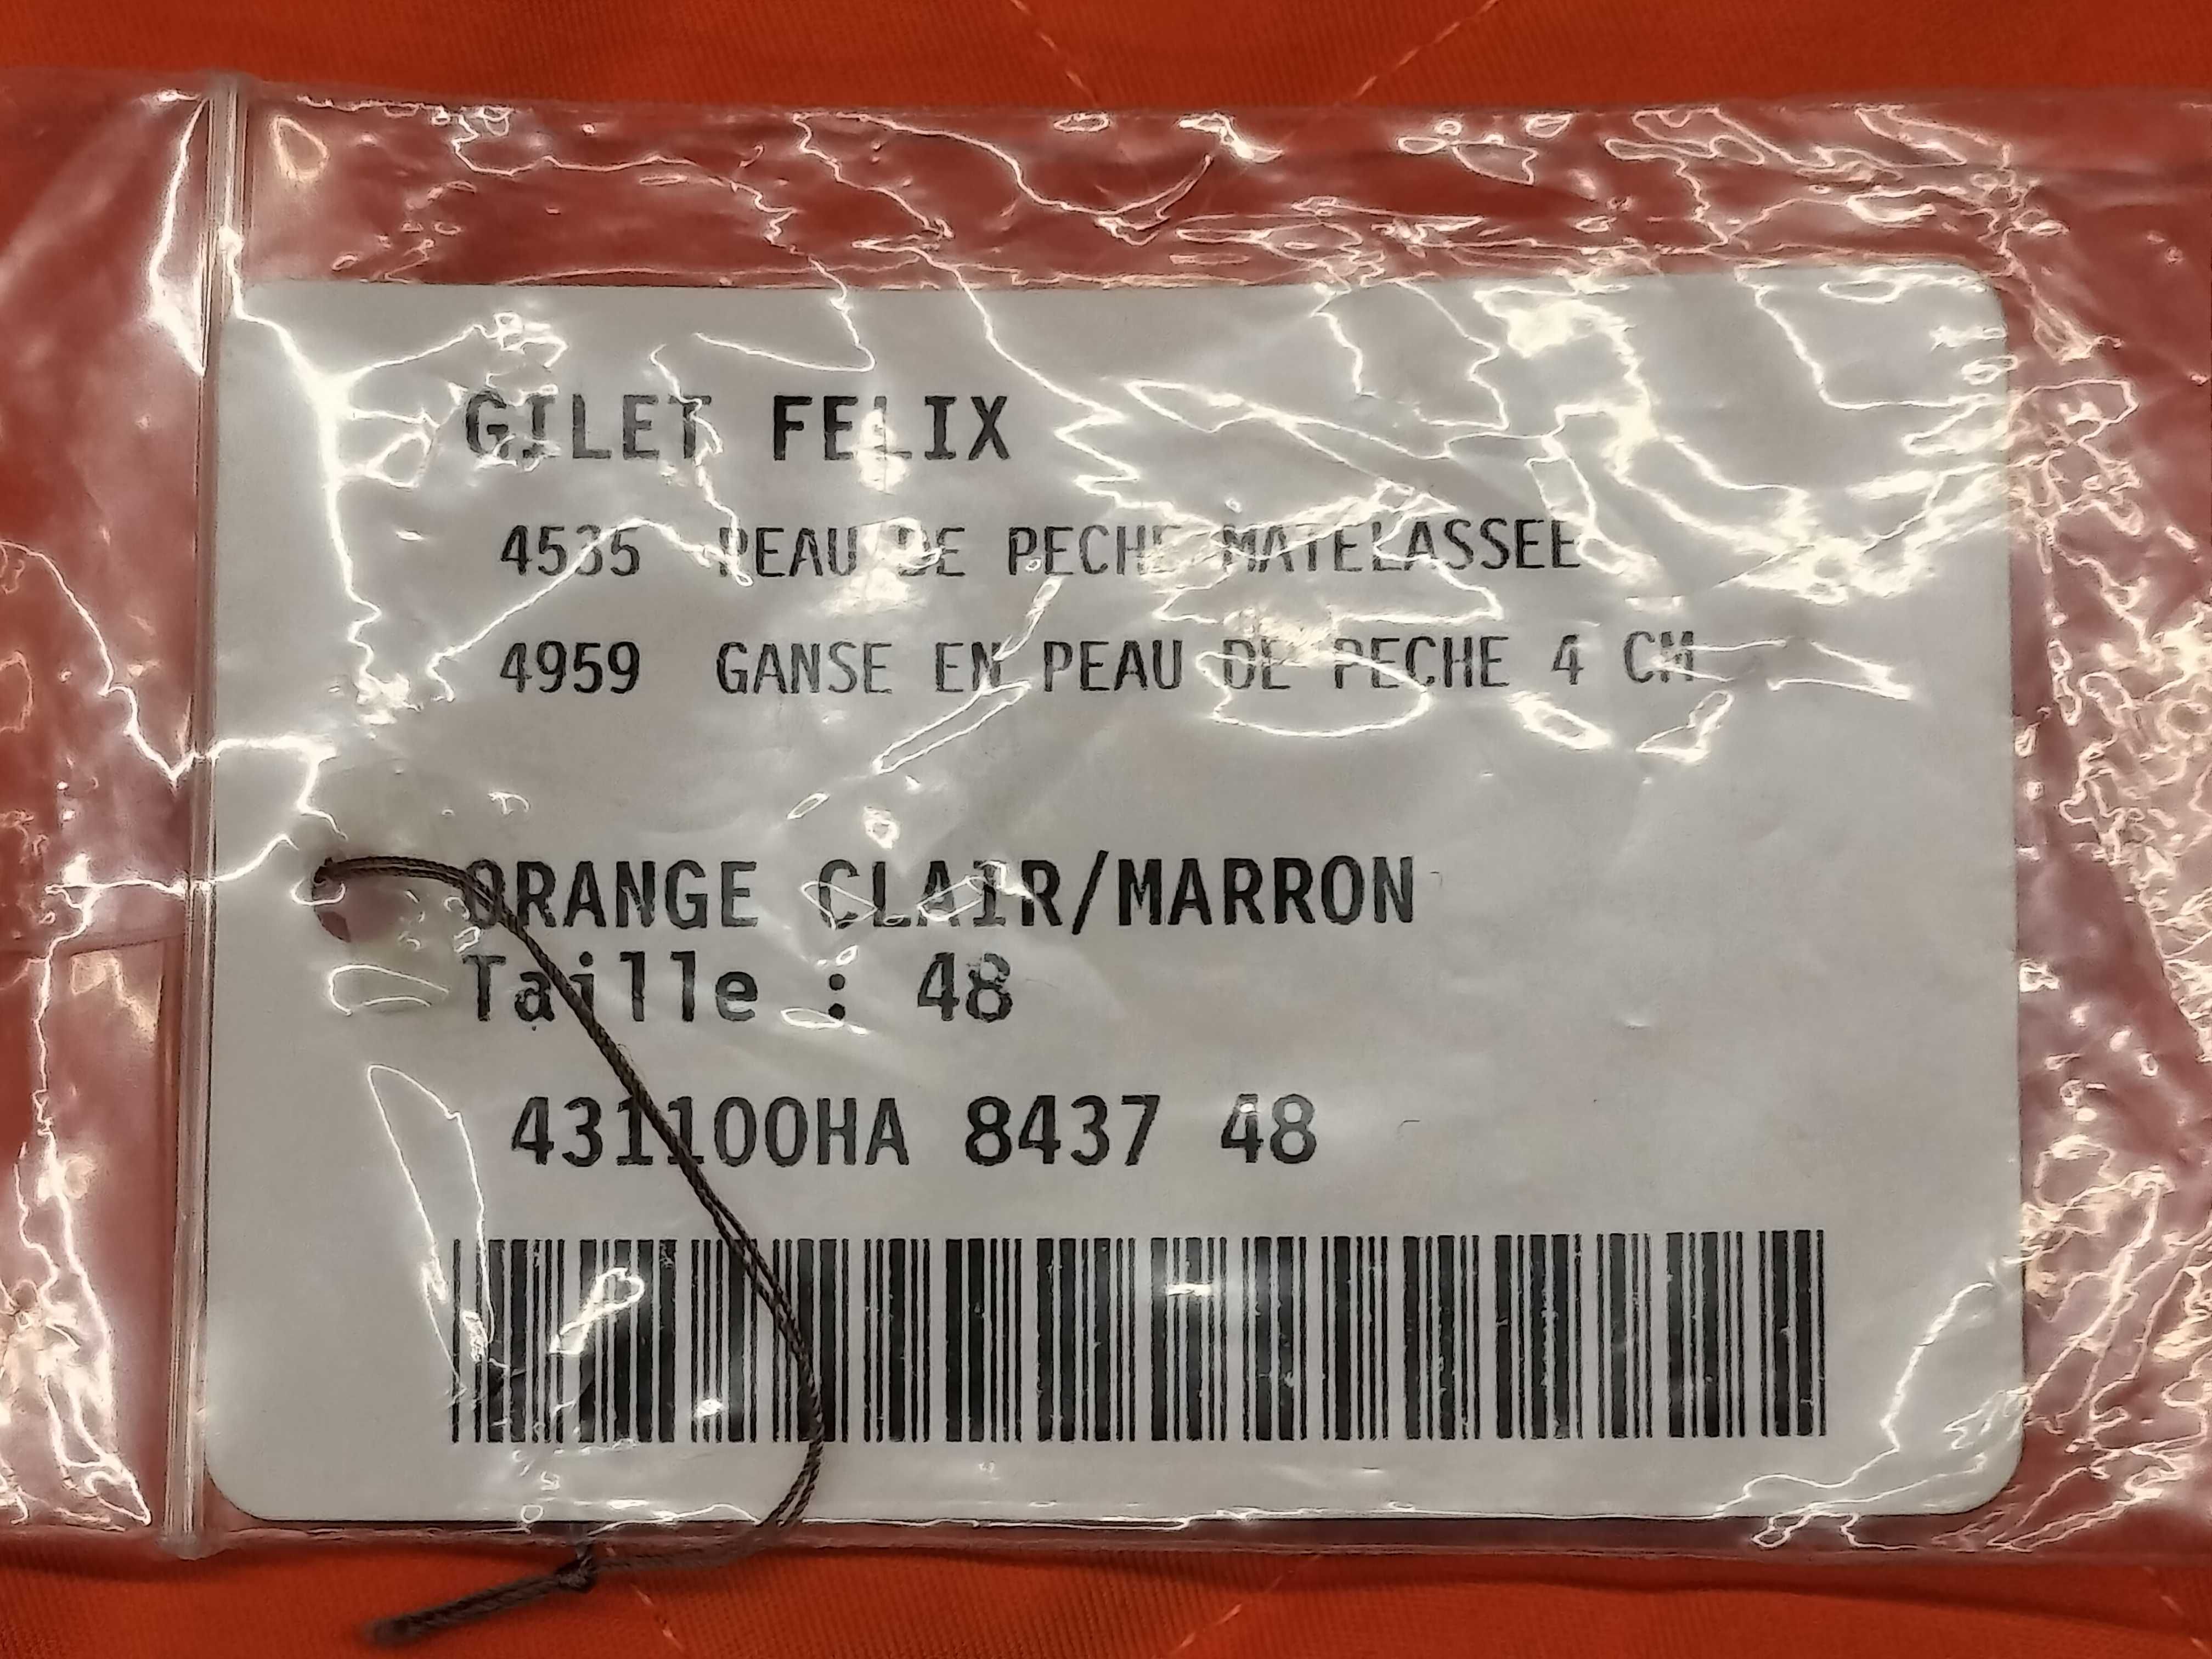 GILET FELIX
4535 PEAU DE PECHE MATELASSEE
4959 GANSE EN PEAU DE PECHE 4 CM
ORANGE CLAIR/MARRON
Taille : 48
431100HA 8437 48